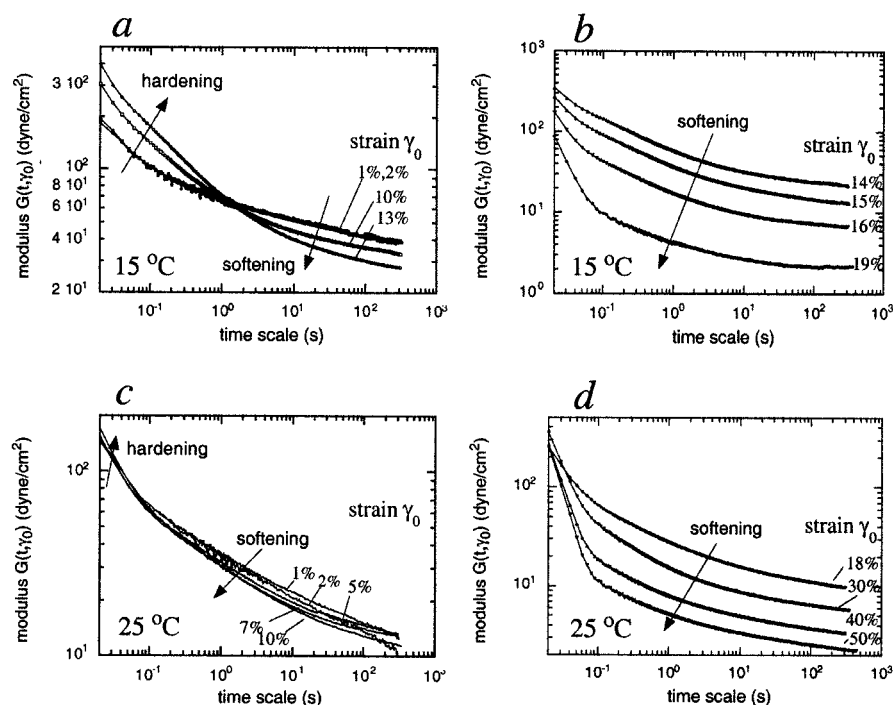 a
hardening
strain γ0
1%,2%
10%
13%
softening
15 °C
modulus G(t,γ0) (dyne/cm²)
3 10²
10²
8 10¹
6 10¹
4 10¹
2 10¹
10⁻¹
10⁰
10¹
10²
10³
time scale (s)
b
softening
strain γ0
14%
15%
16%
19%
15 °C
modulus G(t,γ0) (dyne/cm²)
10³
10²
10¹
10⁰
10⁻¹
10⁰
10¹
10²
10³
time scale (s)
c
hardening
strain γ0
softening
1%
2%
5%
7%
10%
25 °C
modulus G(t,γ0) (dyne/cm²)
10²
10¹
10⁻¹
10⁰
10¹
10²
10³
time scale (s)
d
softening
strain γ0
18%
30%
40%
50%
25 °C
modulus G(t,γ0) (dyne/cm²)
10²
10¹
10⁻¹
10⁰
10¹
10²
10³
time scale (s)